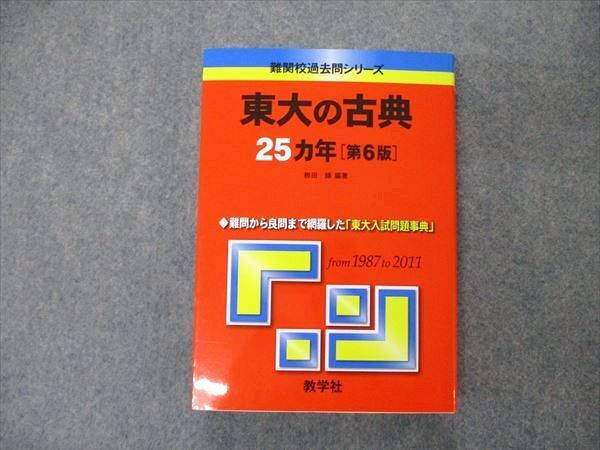 難関校過去問シリーズ
東大の古典
25カ年[第6版]
編著
◆難問から良問まで網羅した「東大入試問題事典」
from 1987 to 2011
教学社